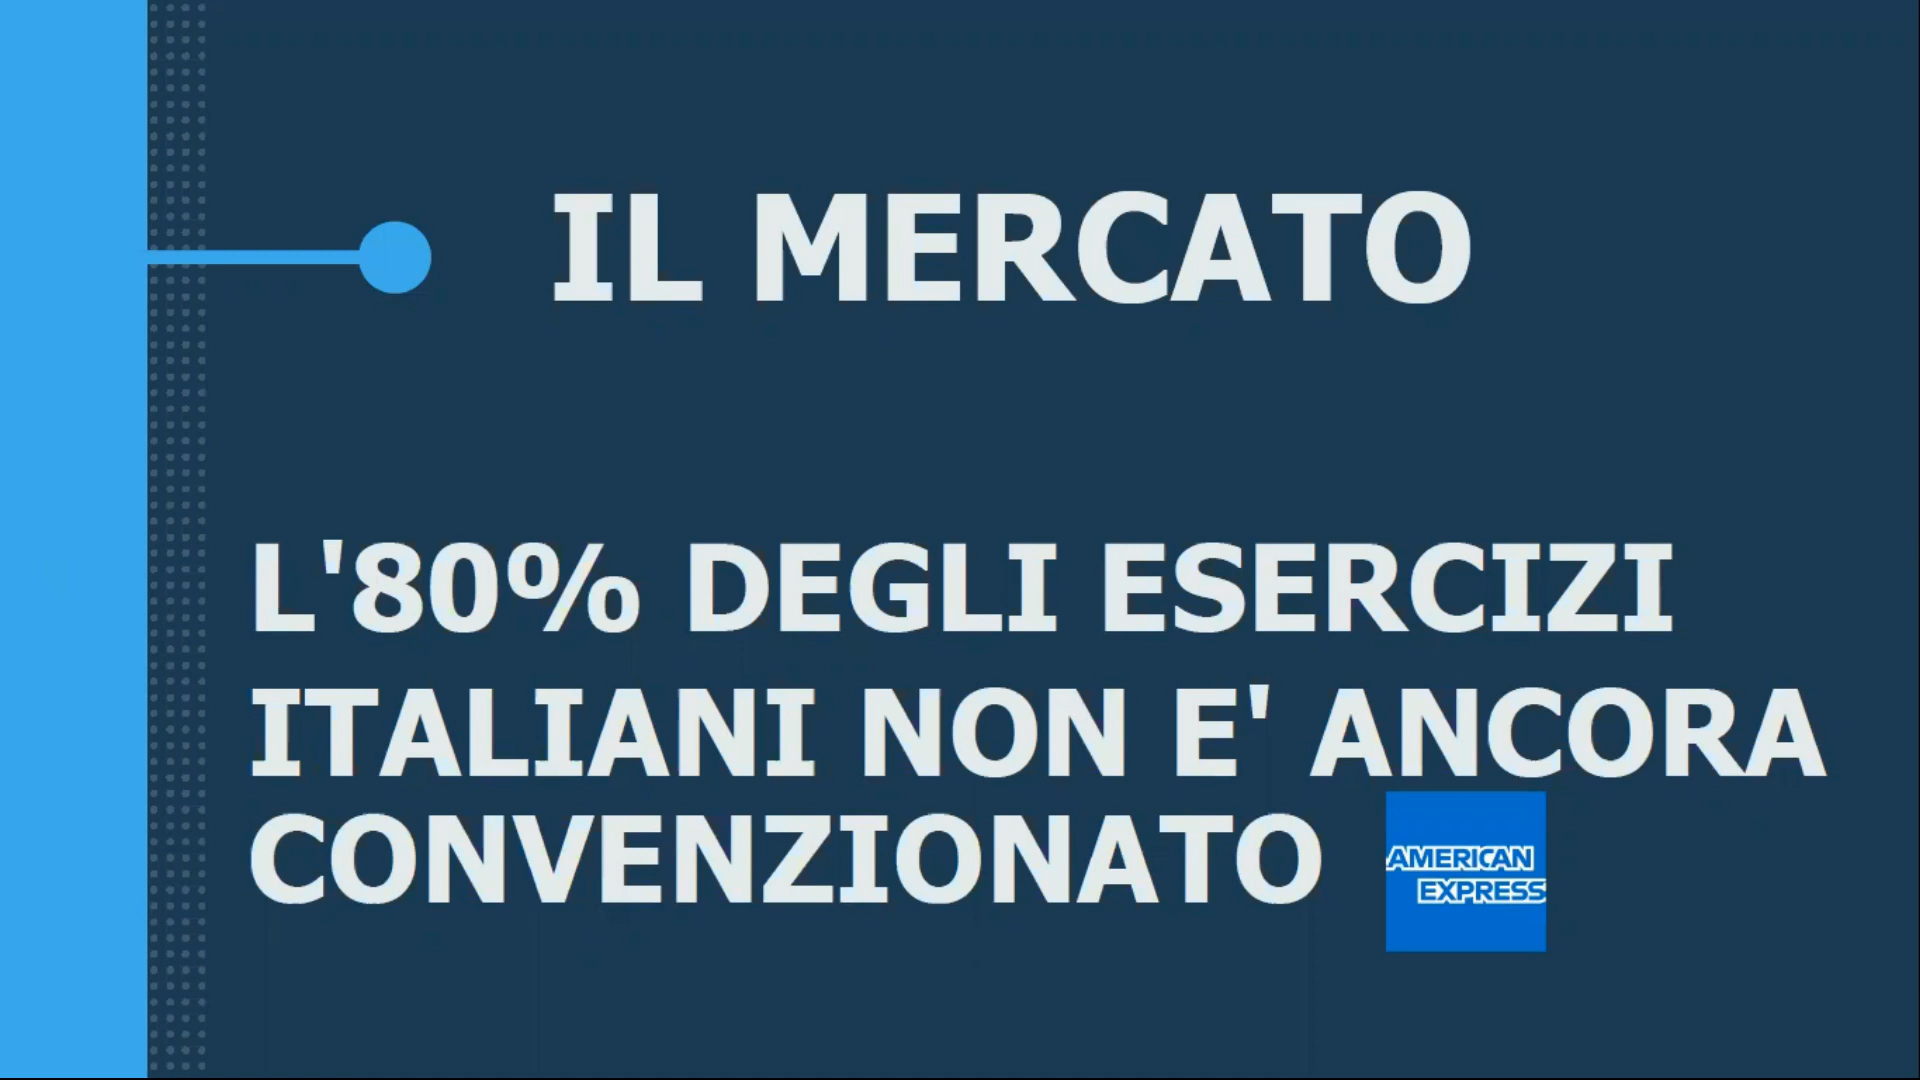 IL MERCATO
L'80% DEGLI ESERCIZI
ITALIANI NON E' ANCORA
CONVENZIONATO
AMERICAN
EXPRESS